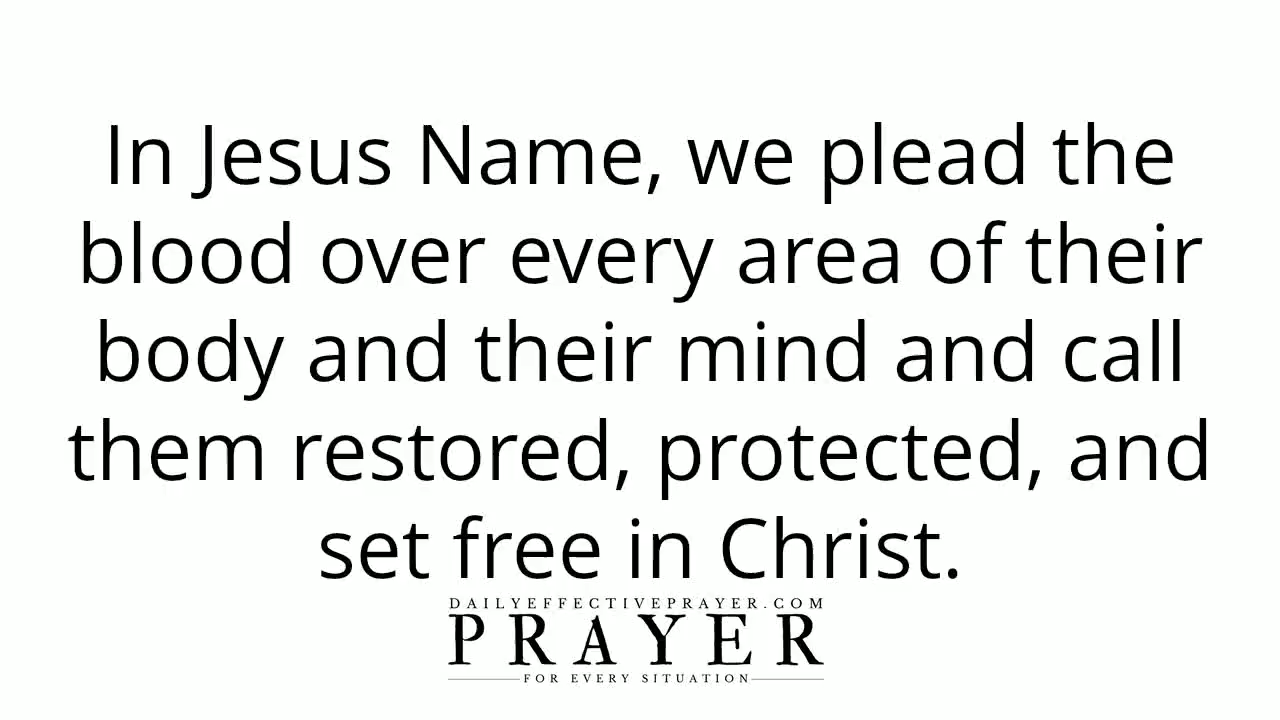 In Jesus Name, we plead the
blood over every area of their
body and their mind and call
them restored, protected, and
set free in Christ.
DAILYEFFECTIVEPRAYER.COM
PRAYER
FOR EVERY SITUATION